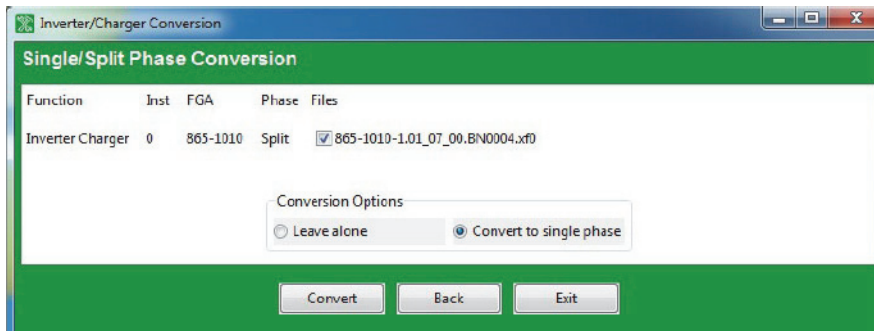 Inverter/Charger Conversion
Single/Split Phase Conversion
Function Inst FGA Phase Files
Inverter Charger 0 865-1010 Split 865-1010-1.01_07_00.BN0004.xf0
Conversion Options
Leave alone Convert to single phase
Convert Back Exit